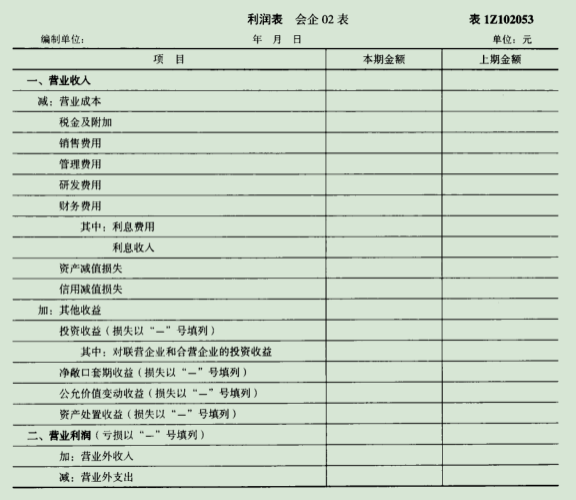 利润表 会企 02 表 表 1Z102053
编制单位: 年 月 日 单位: 元
项 目 本期金额 上期金额
一、营业收入
减: 营业成本
税金及附加
销售费用
管理费用
研发费用
财务费用
其中: 利息费用
利息收入
资产减值损失
信用减值损失
加: 其他收益
投资收益（损失以“—”号填列）
其中: 对联营企业和合营企业的投资收益
净敞口套期收益（损失以“—”号填列）
公允价值变动收益（损失以“—”号填列）
资产处置收益（损失以“—”号填列）
二、营业利润（亏损以“—”号填列）
加: 营业外收入
减: 营业外支出